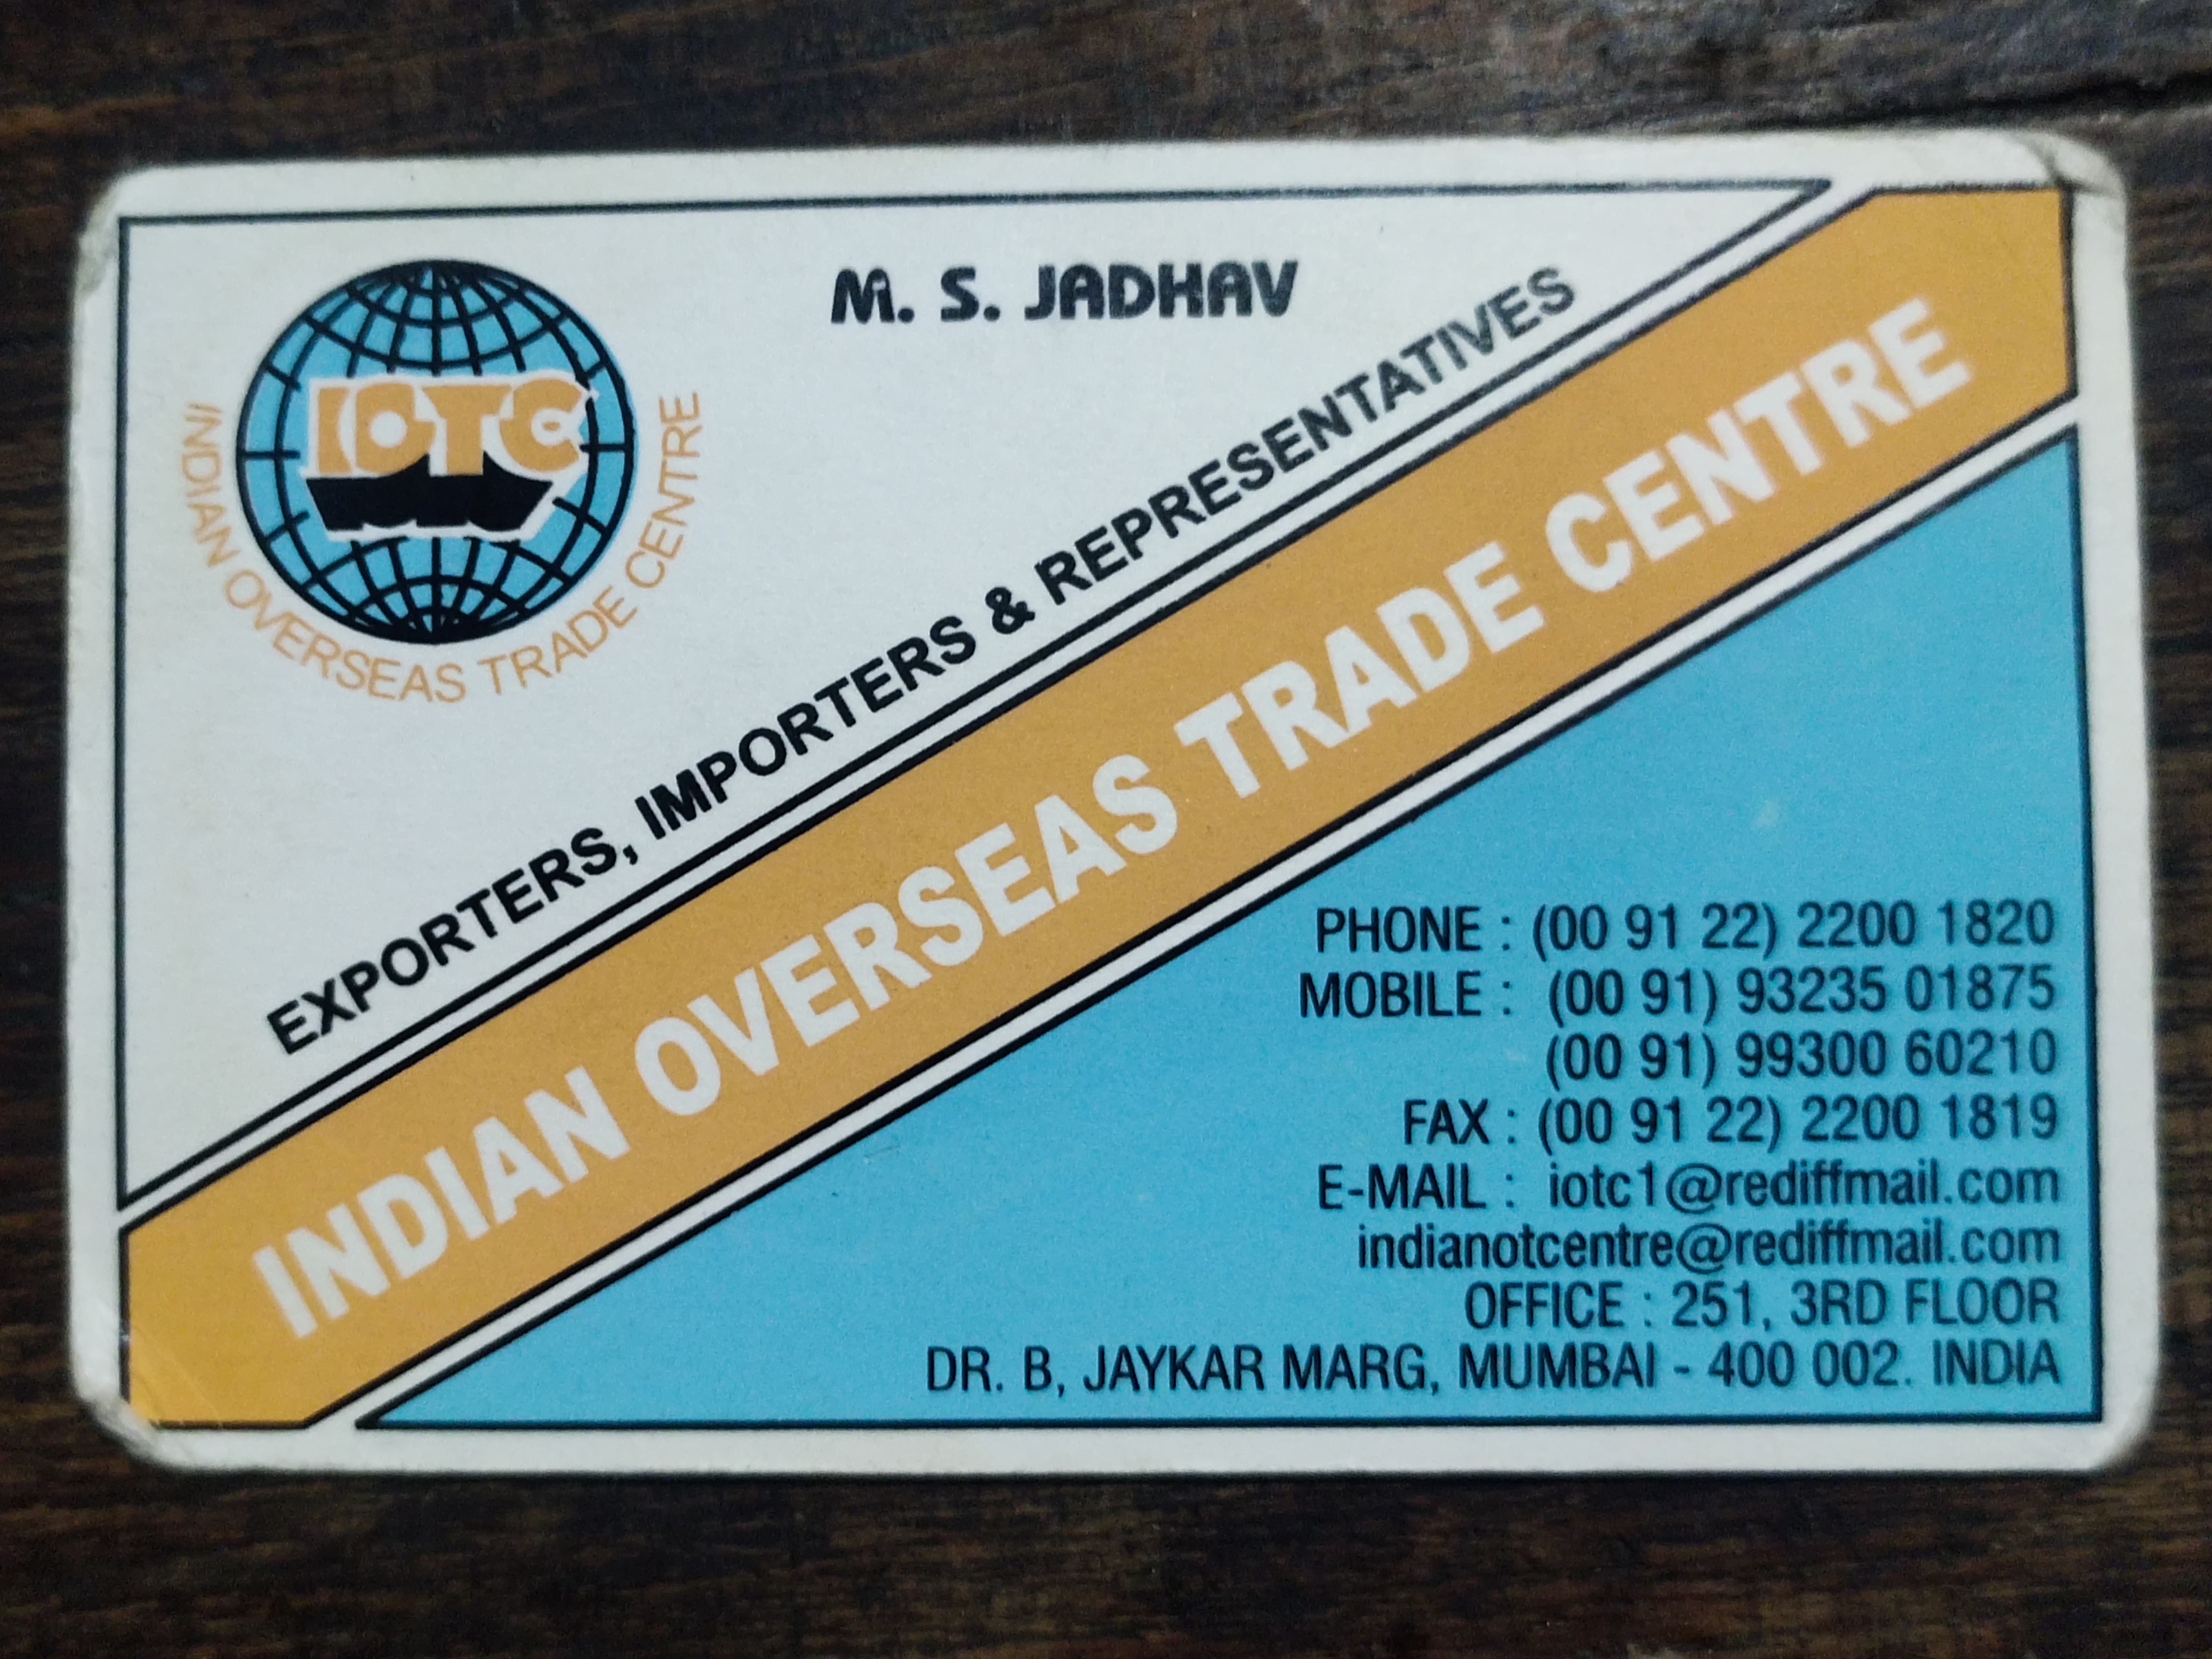 M. S. JADHAV
IOTC
INDIAN OVERSEAS TRADE CENTRE
EXPORTERS, IMPORTERS & REPRESENTATIVES
INDIAN OVERSEAS TRADE CENTRE
PHONE : (00 91 22) 2200 1820
MOBILE : (00 91) 93235 01875
(00 91) 99300 60210
FAX : (00 91 22) 2200 1819
E-MAIL : iotc1@rediffmail.com
indianotcentre@rediffmail.com
OFFICE : 251, 3RD FLOOR
DR. B, JAYKAR MARG, MUMBAI - 400 002. INDIA